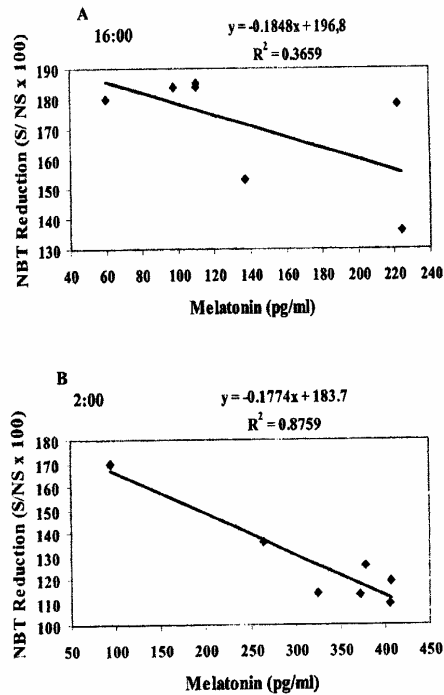 A
16:00
y = -0.1848x + 196,8
R² = 0.3659
NBT Reduction (S/ NS x 100)
190
180
170
160
150
140
130
40 60 80 100 120 140 160 180 200 220 240
Melatonin (pg/ml)
B
2:00
y = -0.1774x + 183.7
R² = 0.8759
NBT Reduction (S/NS x 100)
180
170
160
150
140
130
120
110
100
50 100 150 200 250 300 350 400 450
Melatonin (pg/ml)